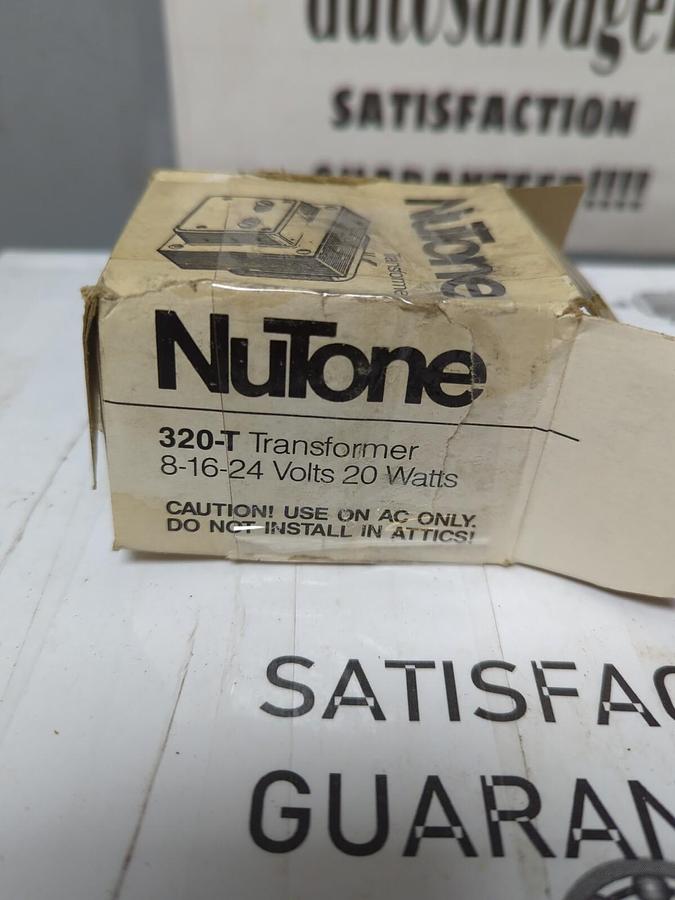 SATISFACTION
NuTone
NuTone
320-T Transformer
8-16-24 Volts 20 Watts
CAUTION! USE ON AC ONLY.
DO NOT INSTALL IN ATTICS!
SATISFAC
GUARAN